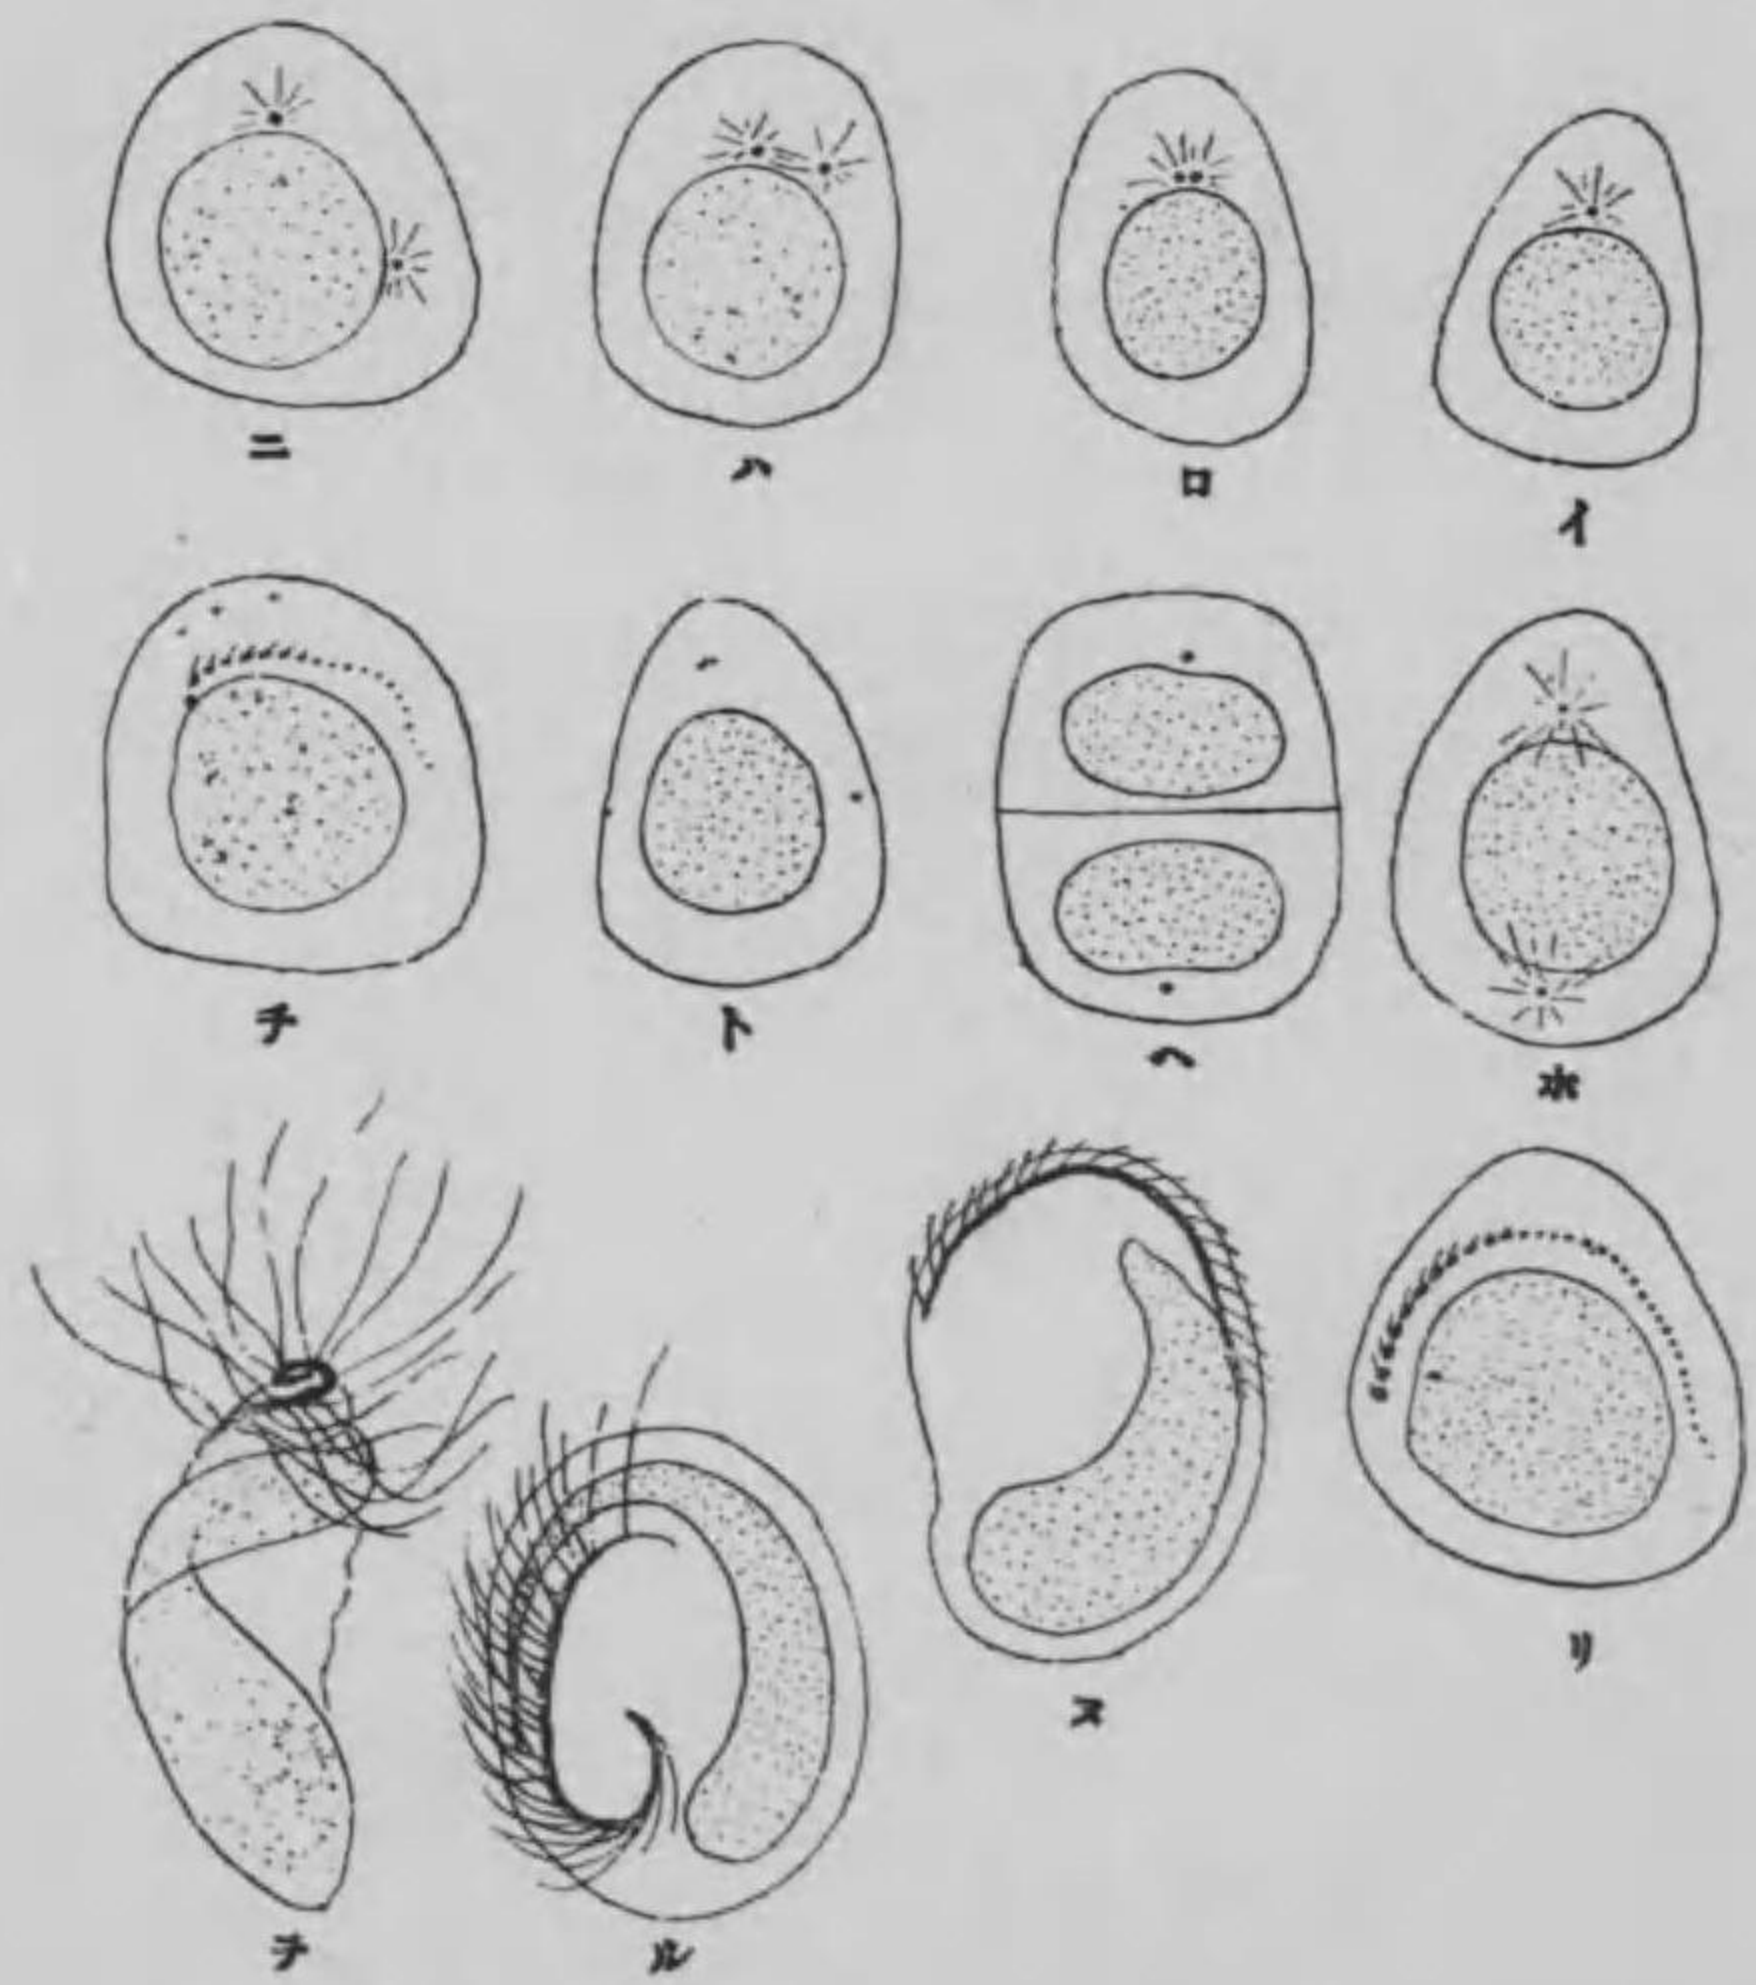 イ ロ ハ ニ
ホ ヘ ト チ
リ ヌ ル ヲ